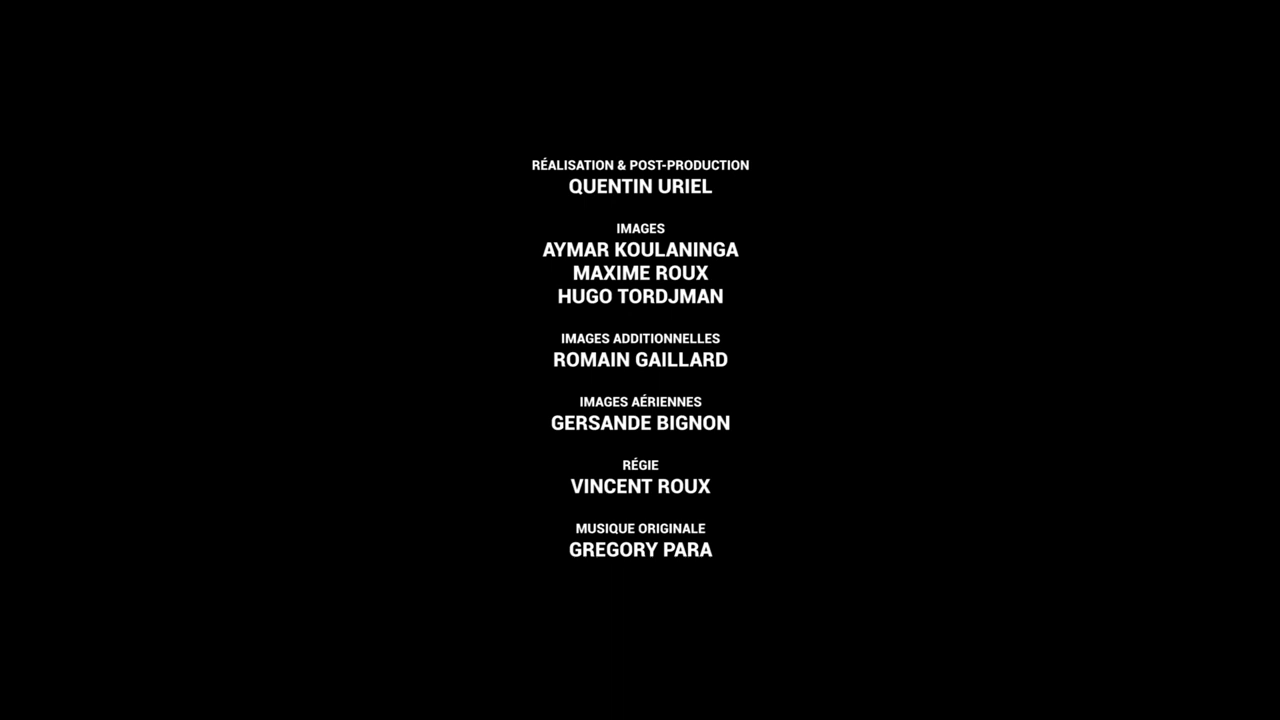 RÉALISATION & POST-PRODUCTION
QUENTIN URIEL
IMAGES
AYMAR KOULANINGA
MAXIME ROUX
HUGO TORDJMAN
IMAGES ADDITIONNELLES
ROMAIN GAILLARD
IMAGES AÉRIENNES
GERSANDE BIGNON
RÉGIE
VINCENT ROUX
MUSIQUE ORIGINALE
GREGORY PARA